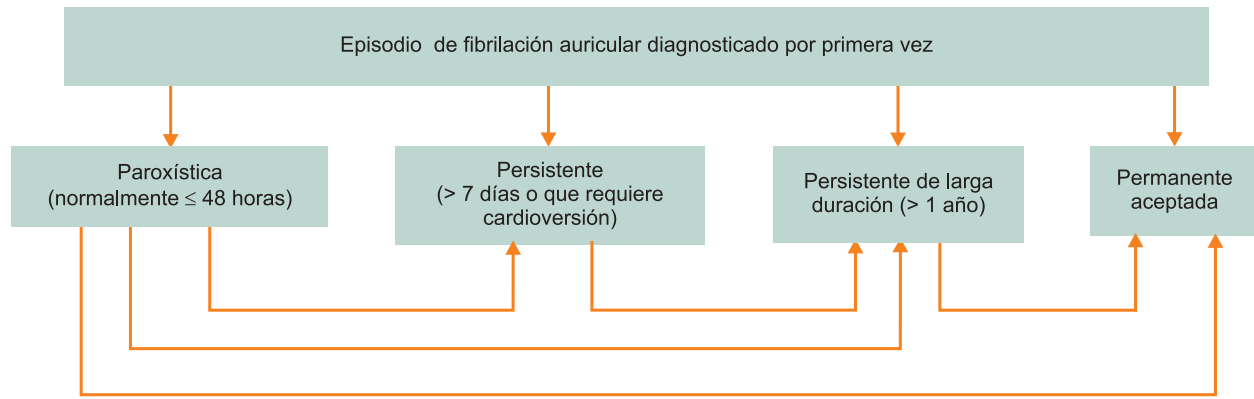 Episodio de fibrilación auricular diagnosticado por primera vez
Paroxística
(normalmente ≤ 48 horas)
Persistente
(> 7 días o que requiere
cardioversión)
Persistente de larga
duración (> 1 año)
Permanente
aceptada